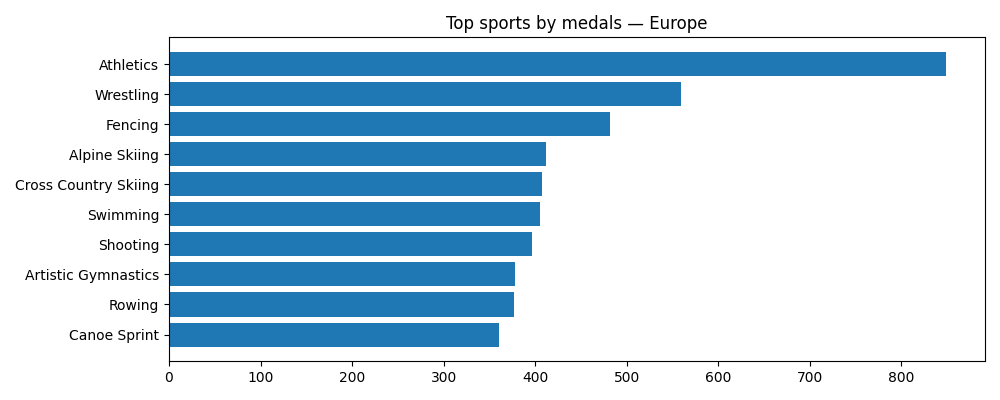 Top sports by medals — Europe
Athletics
Wrestling
Fencing
Alpine Skiing
Cross Country Skiing
Swimming
Shooting
Artistic Gymnastics
Rowing
Canoe Sprint
0 100 200 300 400 500 600 700 800